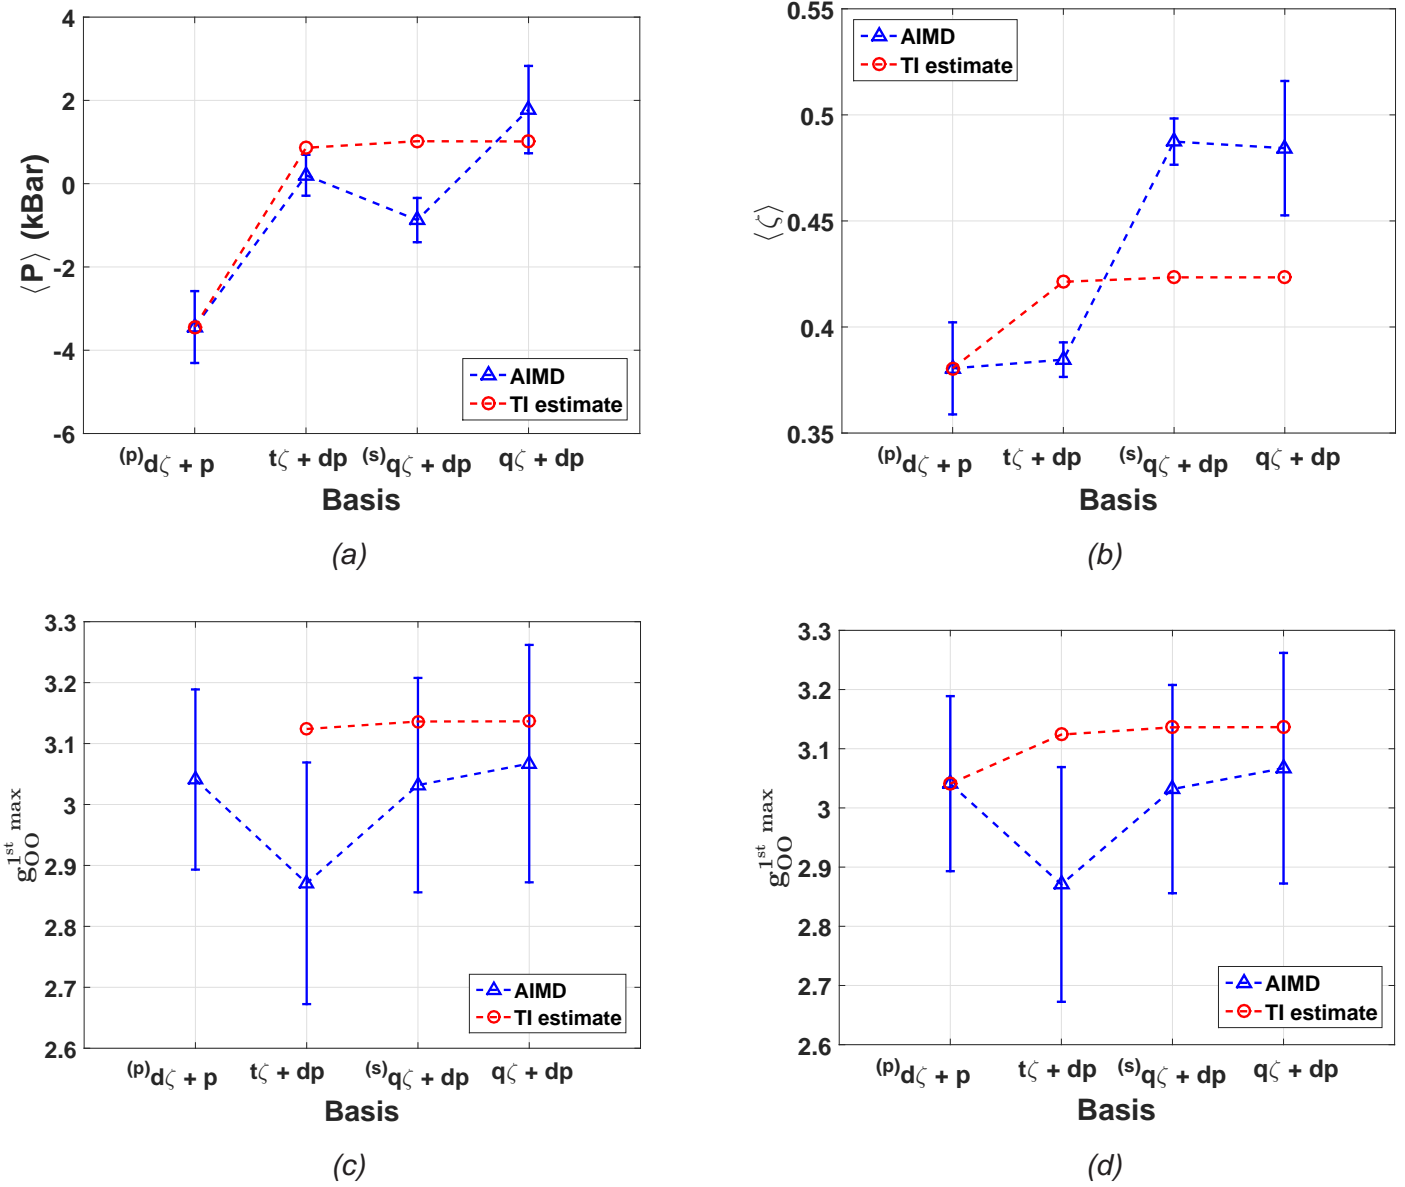 4
2
0
-2
-4
-6
⟨P⟩ (kBar)
AIMD
TI estimate
(p)dζ + p tζ + dp (s)qζ + dp qζ + dp
Basis
(a)
0.55
0.5
0.45
0.4
0.35
⟨ζ⟩
AIMD
TI estimate
(p)dζ + p tζ + dp (s)qζ + dp qζ + dp
Basis
(b)
3.3
3.2
3.1
3
2.9
2.8
2.7
2.6
g1st max OO
AIMD
TI estimate
(p)dζ + p tζ + dp (s)qζ + dp qζ + dp
Basis
(c)
3.3
3.2
3.1
3
2.9
2.8
2.7
2.6
g1st max OO
AIMD
TI estimate
(p)dζ + p tζ + dp (s)qζ + dp qζ + dp
Basis
(d)